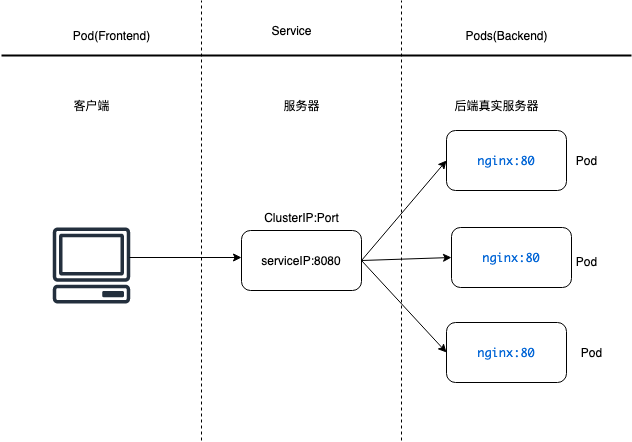 Pod(Frontend)
Service
Pods(Backend)
客户端
服务器
后端真实服务器
nginx:80
Pod
ClusterIP:Port
serviceIP:8080
nginx:80
Pod
nginx:80
Pod